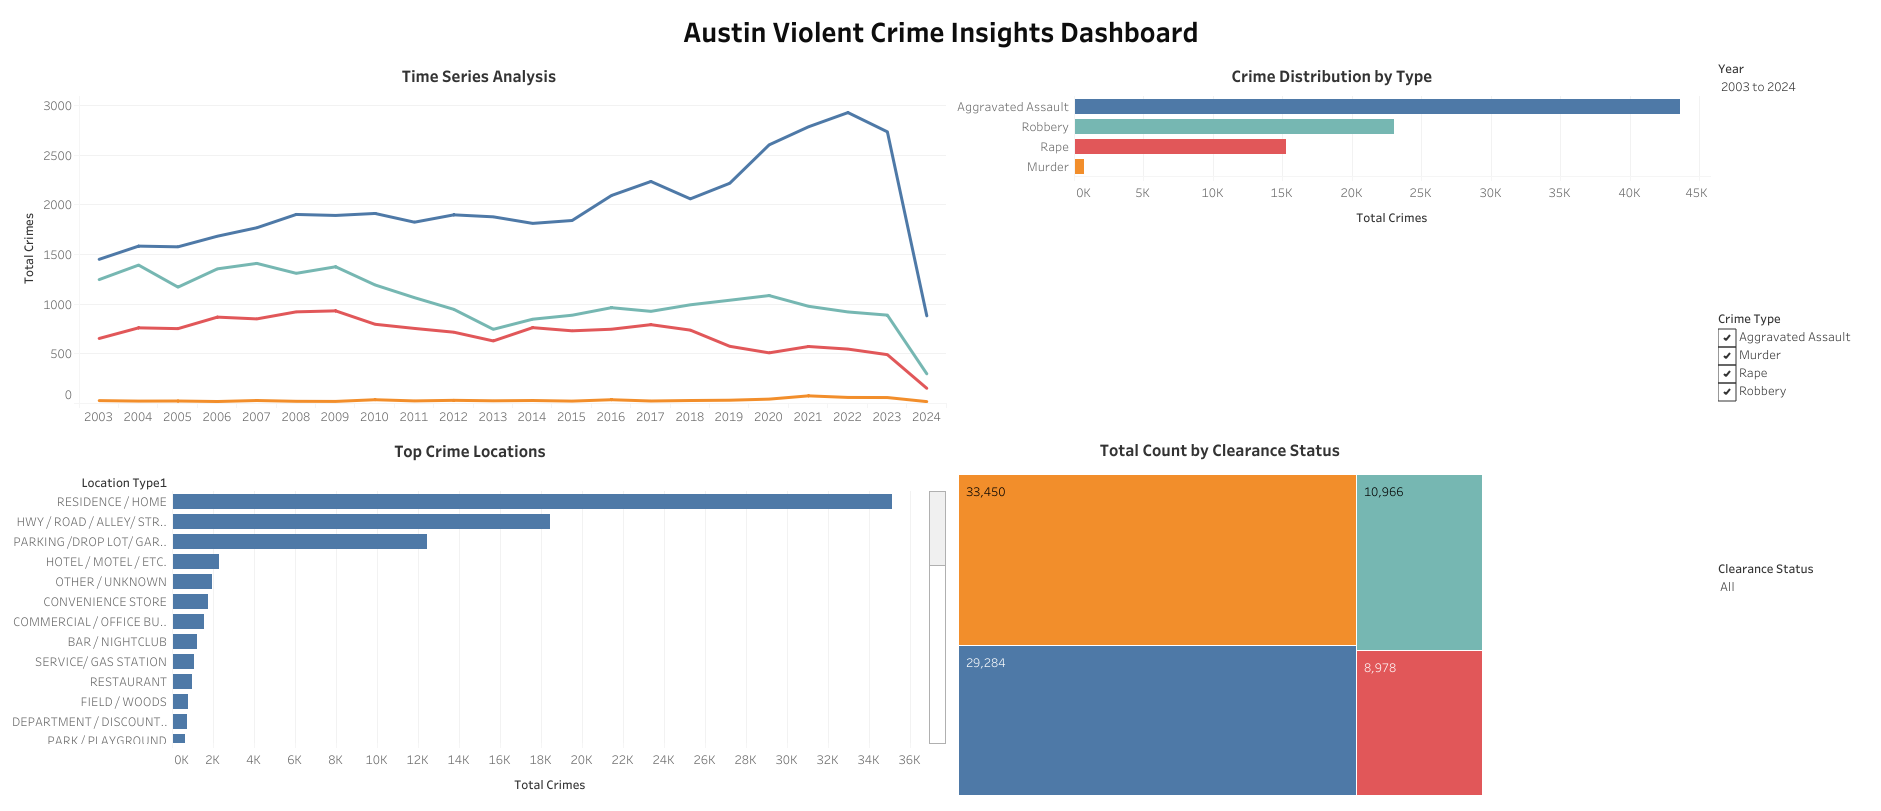 Austin Violent Crime Insights Dashboard
Time Series Analysis
Total Crimes
3000
2500
2000
1500
1000
500
0
2003 2004 2005 2006 2007 2008 2009 2010 2011 2012 2013 2014 2015 2016 2017 2018 2019 2020 2021 2022 2023 2024
Crime Distribution by Type
Aggravated Assault
Robbery
Rape
Murder
0K 5K 10K 15K 20K 25K 30K 35K 40K 45K
Total Crimes
Year
2003 to 2024
Crime Type
Aggravated Assault
Murder
Rape
Robbery
Top Crime Locations
Location Type1
RESIDENCE / HOME
HWY / ROAD / ALLEY/ STR..
PARKING /DROP LOT/ GAR..
HOTEL / MOTEL / ETC.
OTHER / UNKNOWN
CONVENIENCE STORE
COMMERCIAL / OFFICE BU..
BAR / NIGHTCLUB
SERVICE/ GAS STATION
RESTAURANT
FIELD / WOODS
DEPARTMENT / DISCOUNT..
PARK / PLAYGROUND
0K 2K 4K 6K 8K 10K 12K 14K 16K 18K 20K 22K 24K 26K 28K 30K 32K 34K 36K
Total Crimes
Total Count by Clearance Status
33,450
10,966
29,284
8,978
Clearance Status
All